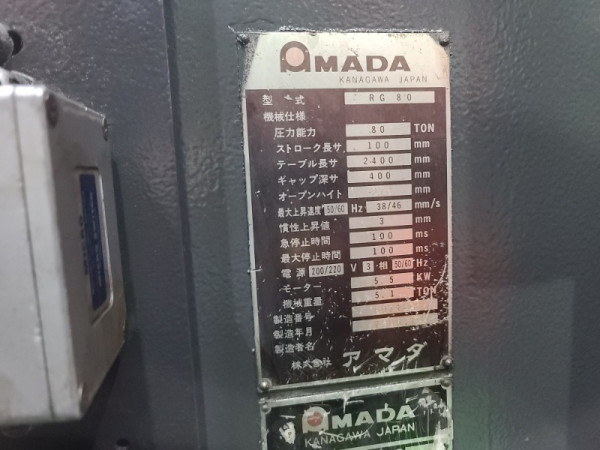 AMADA
KANAGAWA JAPAN
型 式 RG 80
機械仕様
圧力能力 80 TON
ストローク長サ 100 mm
テーブル長サ 2400 mm
ギャップ深サ 400 mm
オープンハイト mm
最大上昇速度 50/60 Hz 38/46 mm/s
慣性上昇値 3 mm
急停止時間 100 ms
最大停止時間 100 ms
電 源 200/220 V 3 相 50/60 Hz
モーター 5.5 KW
機械重量 5.1 TON
製造番号
製造年月
製造者名
株式会社 アマダ
AMADA
KANAGAWA JAPAN